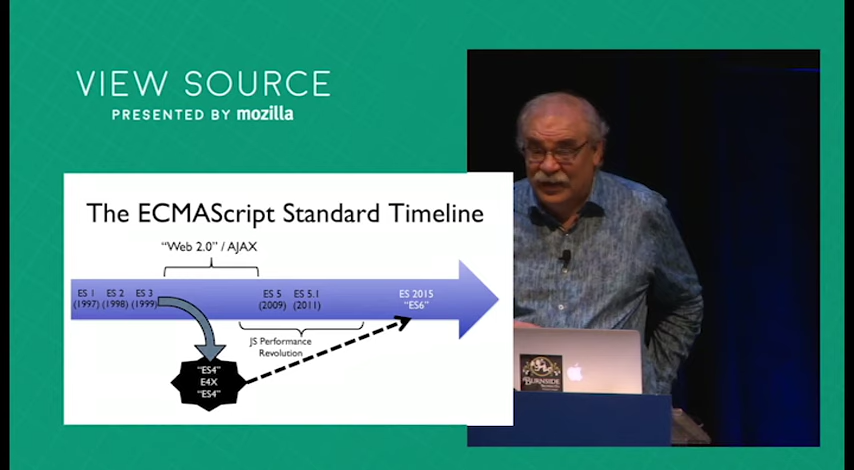 VIEW SOURCE
PRESENTED BY mozilla
The ECMAScript Standard Timeline
"Web 2.0" / AJAX
ES 1 ES 2 ES 3 ES 5 ES 5.1 ES 2015
(1997) (1998) (1999) (2009) (2011) "ES6"
JS Performance
Revolution
"ES4"
E4X
"ES4"
BURNSIDE